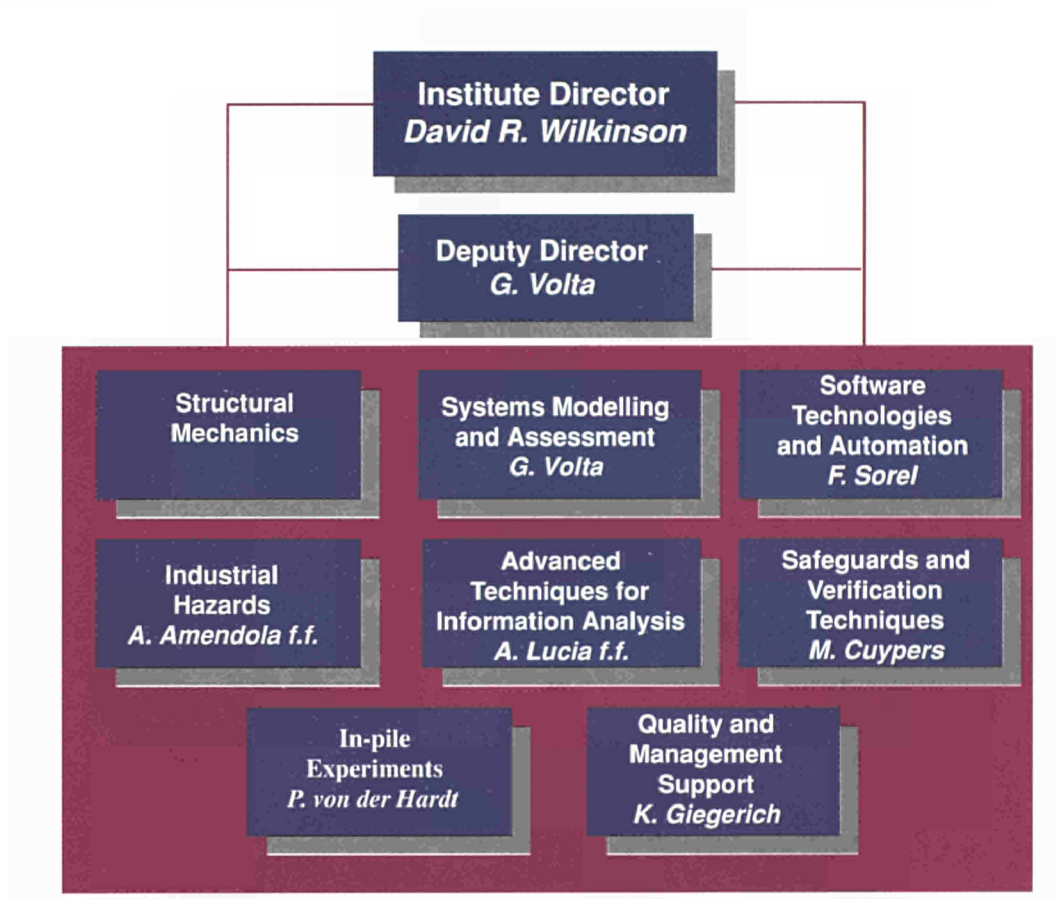 Institute Director
David R. Wilkinson
Deputy Director
G. Volta
Structural
Mechanics
Systems Modelling
and Assessment
G. Volta
Software
Technologies
and Automation
F. Sorel
Industrial
Hazards
A. Amendola f.f.
Advanced
Techniques for
Information Analysis
A. Lucia f.f.
Safeguards and
Verification
Techniques
M. Cuypers
In-pile
Experiments
P. von der Hardt
Quality and
Management
Support
K. Giegerich